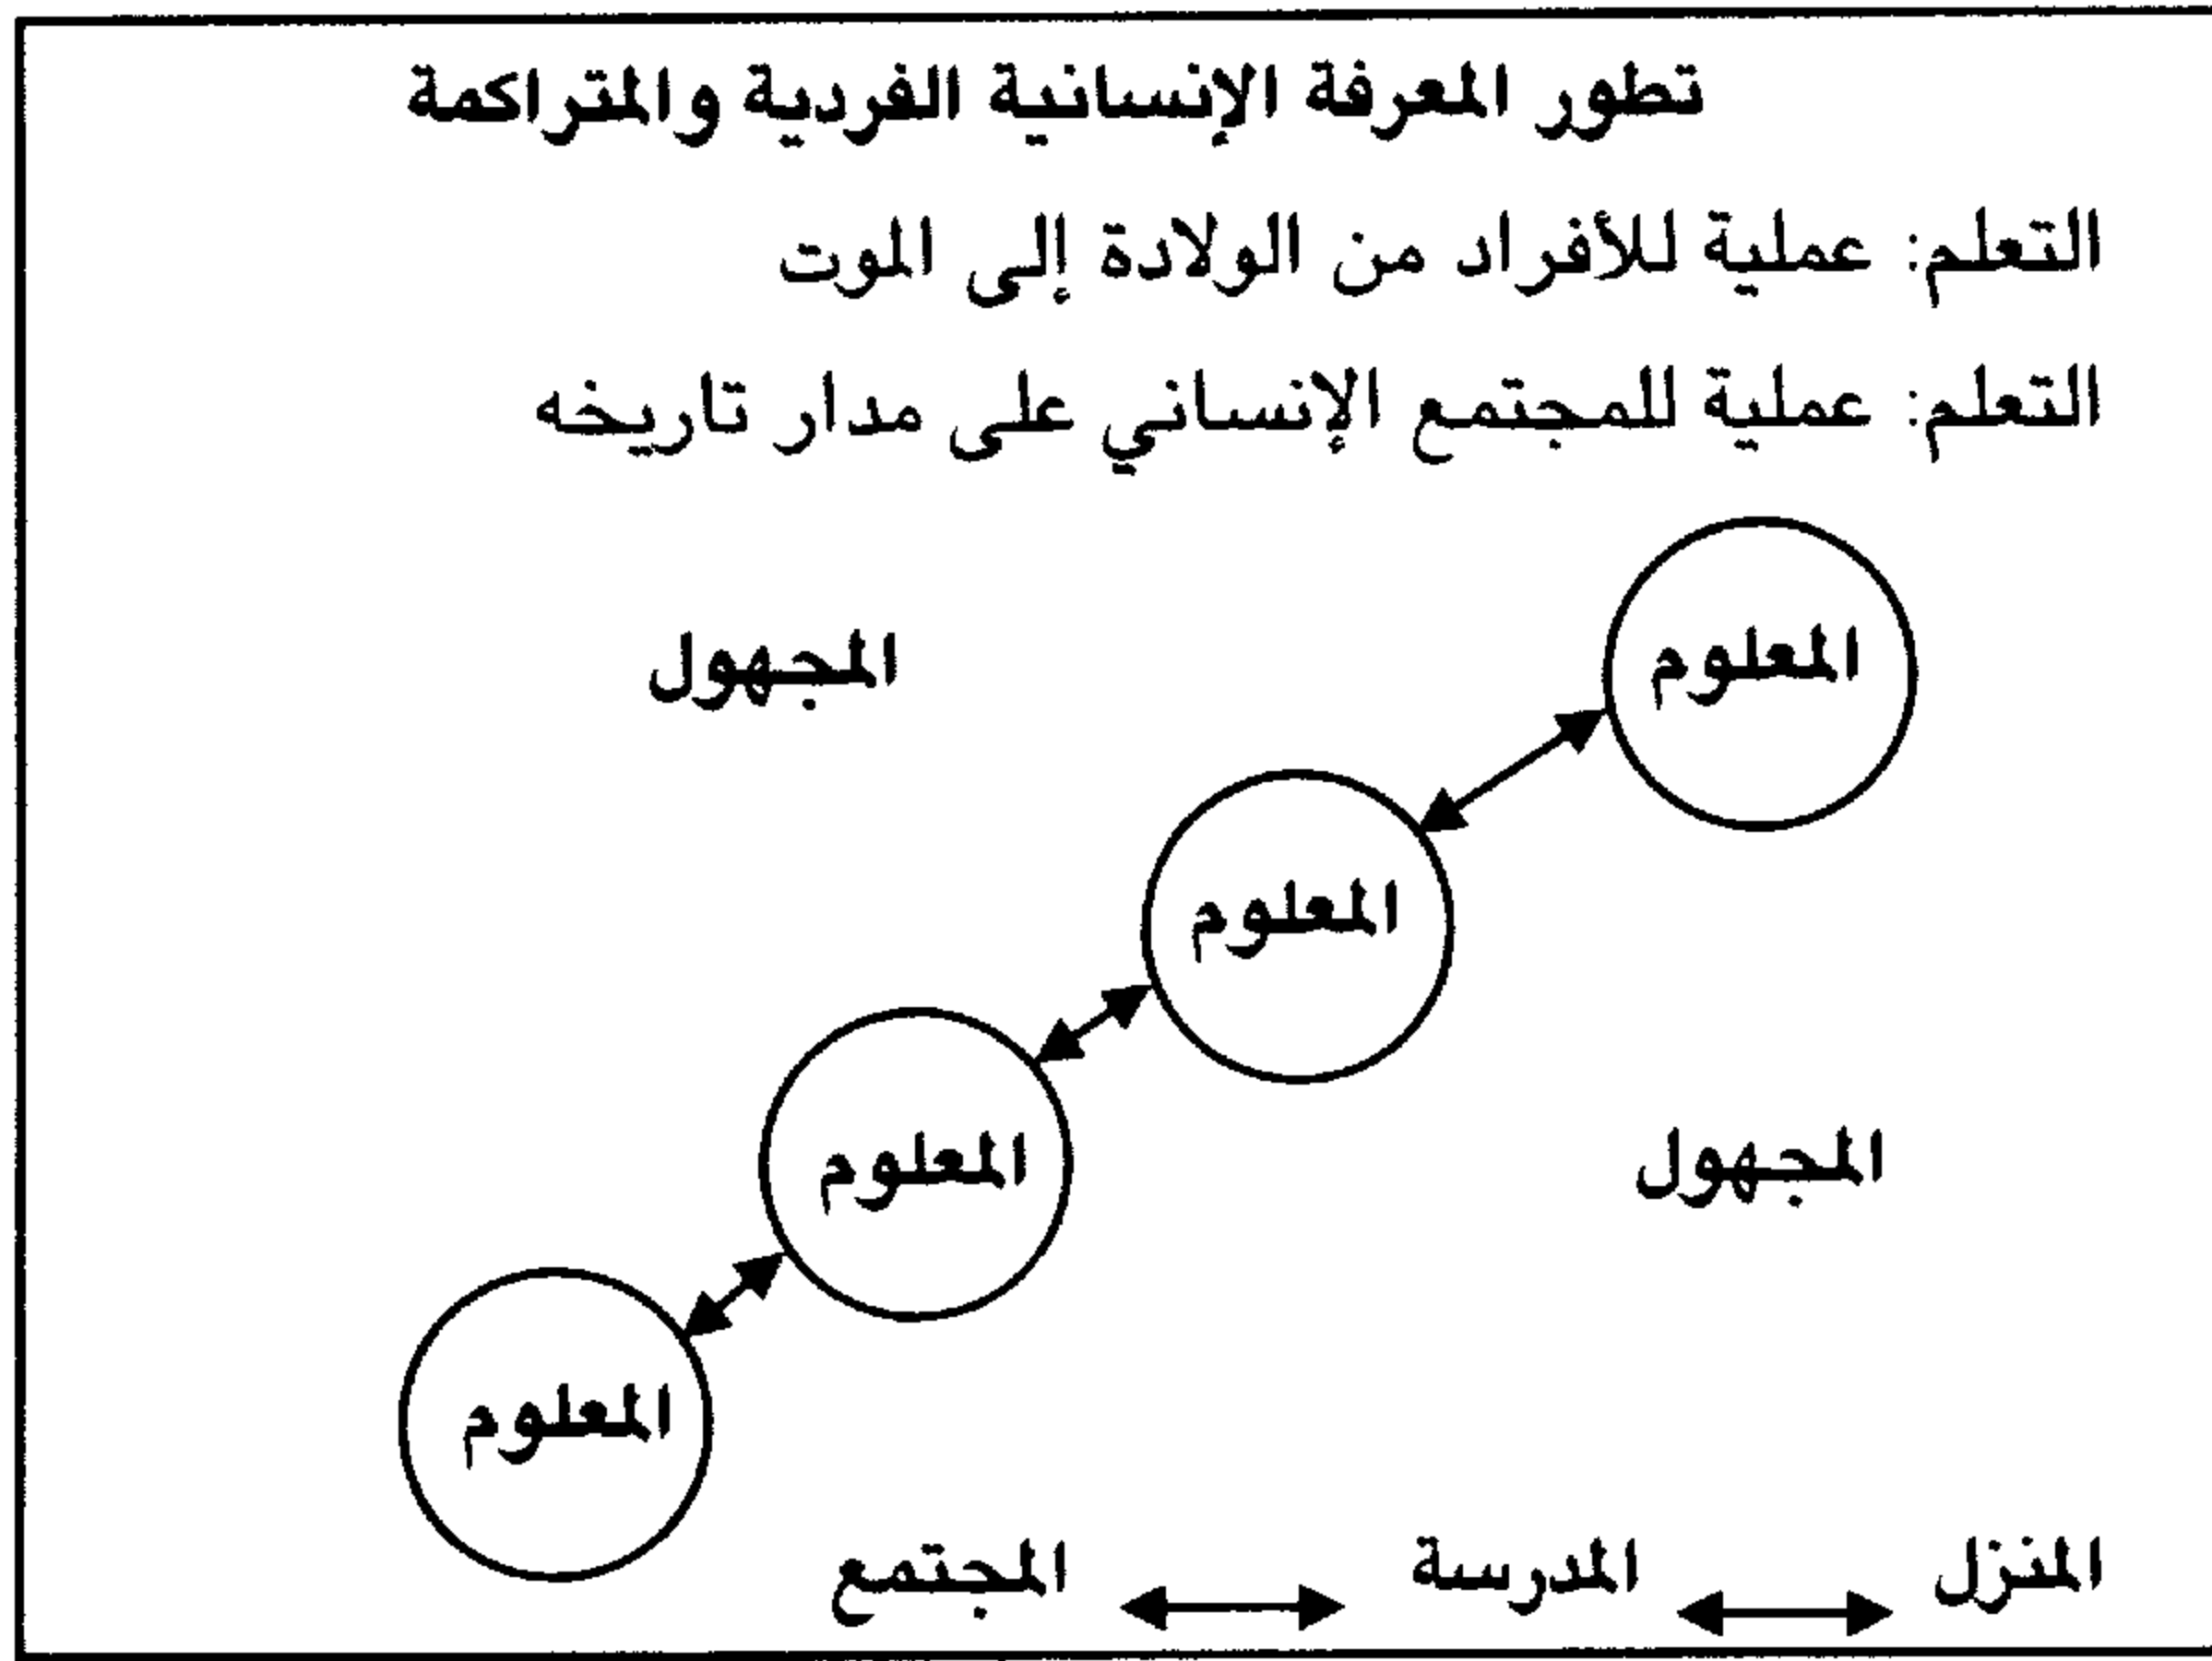 تطور المعرفة الإنسانية الفردية والمتراكمة
التعلم: عملية للأفراد من الولادة إلى الموت
التعلم: عملية للمجتمع الإنساني على مدار تاريخه
المعلوم
المجهول
المعلوم
المعلوم
المجهول
المعلوم
المنزل المدرسة المجتمع